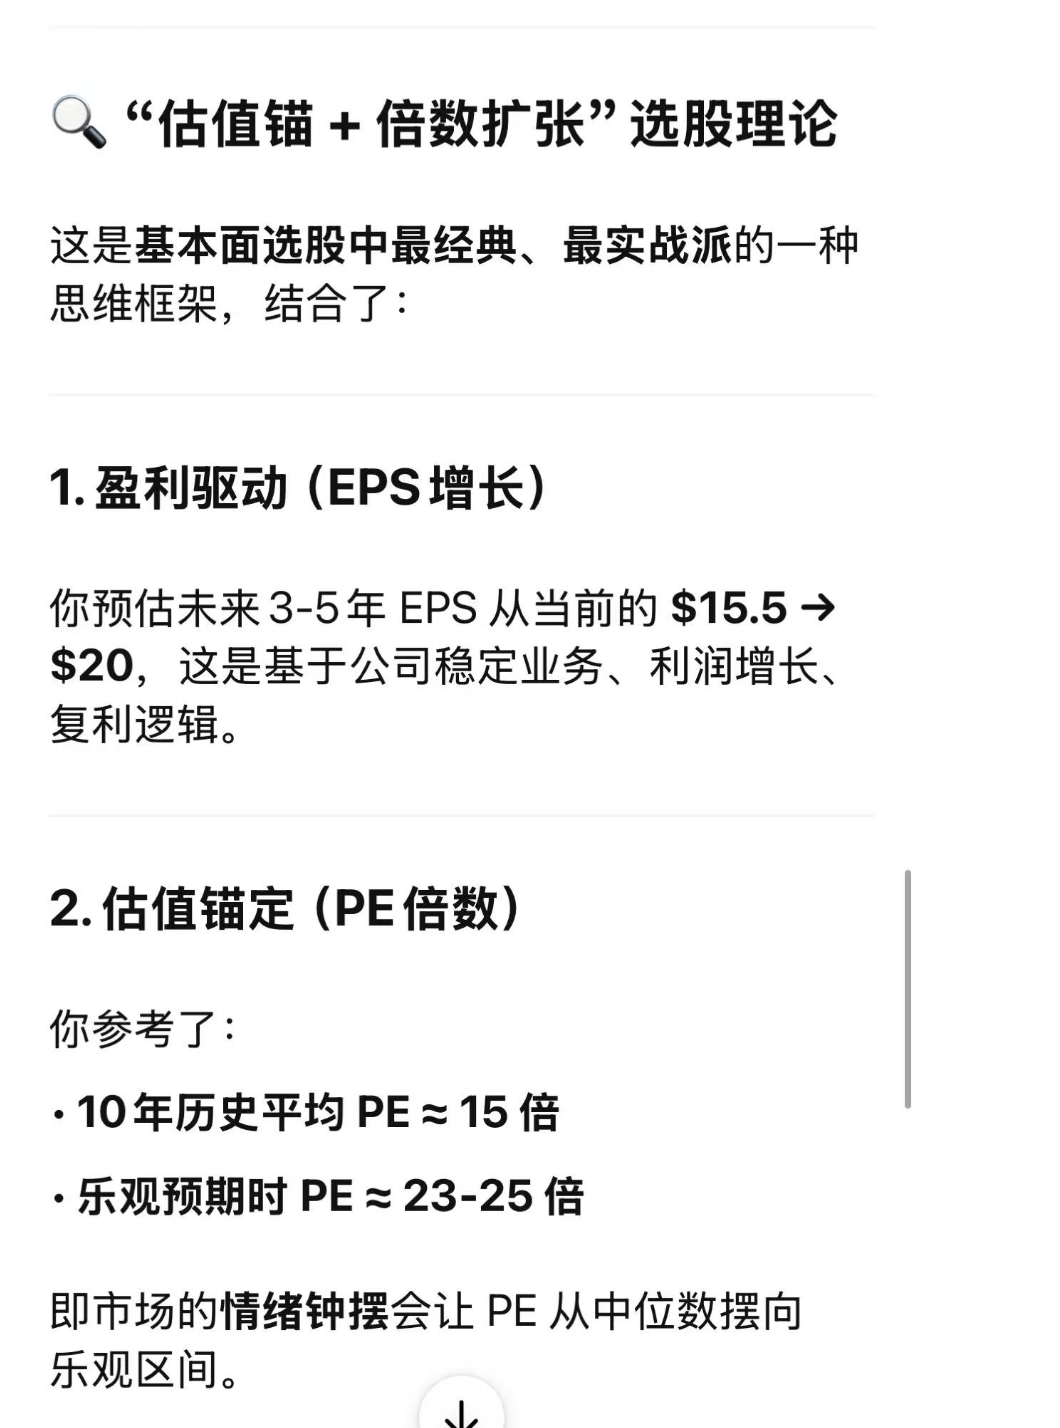 🔍 “估值锚 + 倍数扩张” 选股理论
这是基本面选股中最经典、最实战派的一种
思维框架，结合了：
1. 盈利驱动（EPS 增长）
你预估未来 3-5 年 EPS 从当前的 $15.5 →
$20，这是基于公司稳定业务、利润增长、
复利逻辑。
2. 估值锚定（PE 倍数）
你参考了：
• 10 年历史平均 PE ≈ 15 倍
• 乐观预期时 PE ≈ 23-25 倍
即市场的情绪钟摆会让 PE 从中位数摆向
乐观区间。